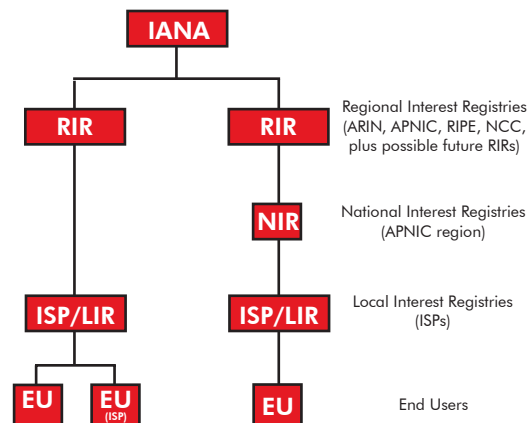 IANA
RIR
RIR
Regional Interest Registries
(ARIN, APNIC, RIPE, NCC,
plus possible future RIRs)
NIR
National Interest Registries
(APNIC region)
ISP/LIR
ISP/LIR
Local Interest Registries
(ISPs)
EU
EU
(ISP)
EU
End Users